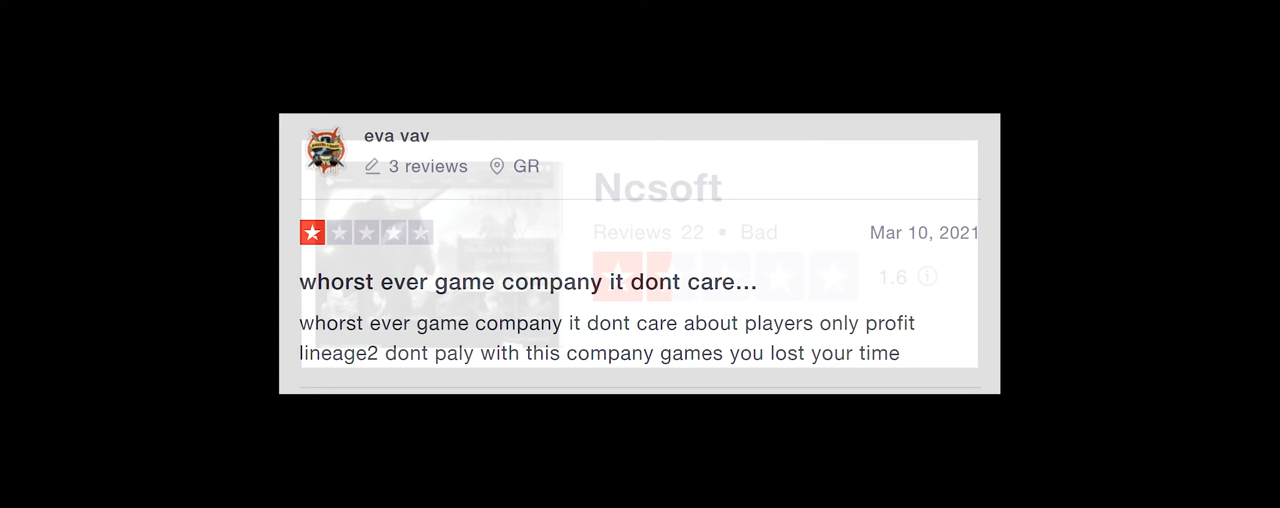 eva vav
3 reviews GR
Ncsoft
Reviews 22 • Bad
Mar 10, 2021
1.6
whorst ever game company it dont care...
whorst ever game company it dont care about players only profit
lineage2 dont paly with this company games you lost your time